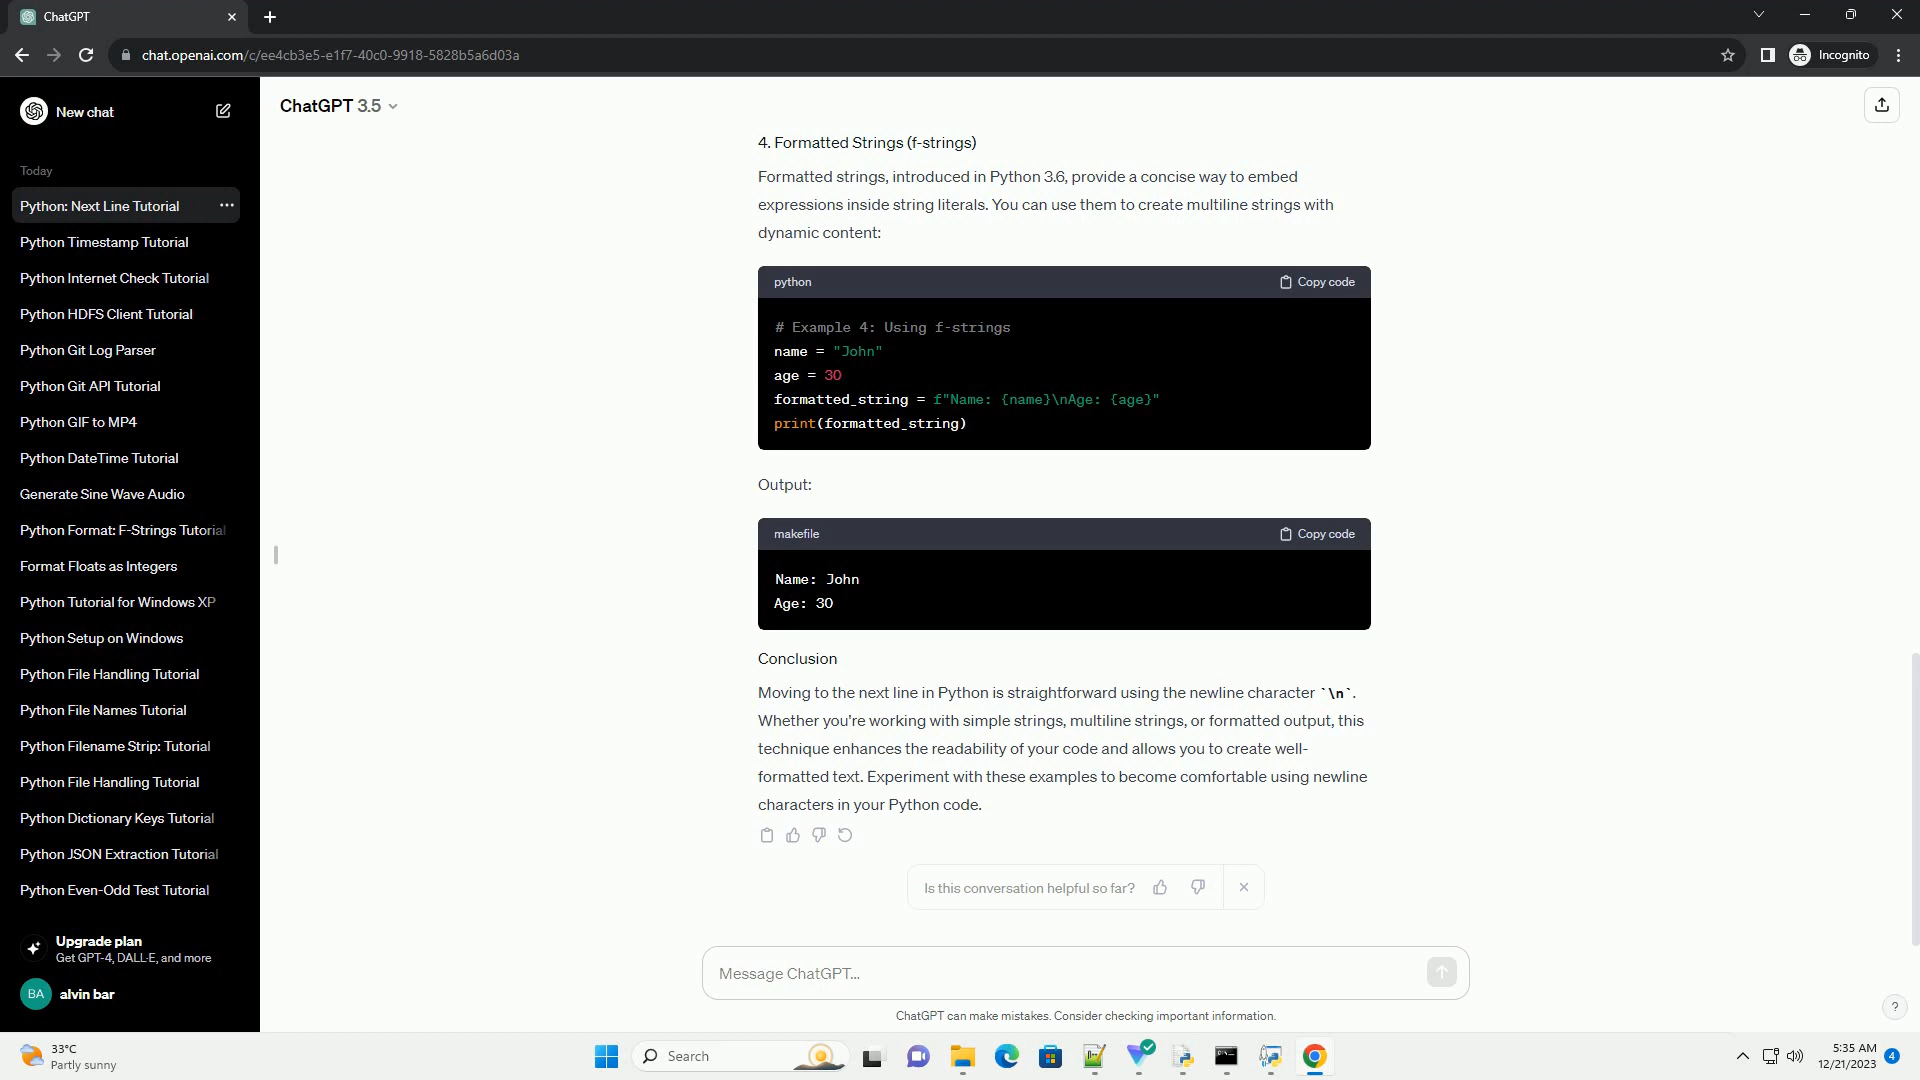 ChatGPT
chat.openai.com/c/ee4cb3e5-e1f7-40c0-9918-5828b5a6d03a
Incognito
New chat
Today
Python: Next Line Tutorial
Python Timestamp Tutorial
Python Internet Check Tutorial
Python HDFS Client Tutorial
Python Git Log Parser
Python Git API Tutorial
Python GIF to MP4
Python DateTime Tutorial
Generate Sine Wave Audio
Python Format: F-Strings Tutorial
Format Floats as Integers
Python Tutorial for Windows XP
Python Setup on Windows
Python File Handling Tutorial
Python File Names Tutorial
Python Filename Strip: Tutorial
Python File Handling Tutorial
Python Dictionary Keys Tutorial
Python JSON Extraction Tutorial
Python Even-Odd Test Tutorial
Upgrade plan
Get GPT-4, DALL·E, and more
BA alvin bar
ChatGPT 3.5
4. Formatted Strings (f-strings)
Formatted strings, introduced in Python 3.6, provide a concise way to embed
expressions inside string literals. You can use them to create multiline strings with
dynamic content:
python Copy code
# Example 4: Using f-strings
name = "John"
age = 30
formatted_string = f"Name: {name}\nAge: {age}"
print(formatted_string)
Output:
makefile Copy code
Name: John
Age: 30
Conclusion
Moving to the next line in Python is straightforward using the newline character `\n`.
Whether you're working with simple strings, multiline strings, or formatted output, this
technique enhances the readability of your code and allows you to create well-
formatted text. Experiment with these examples to become comfortable using newline
characters in your Python code.
Is this conversation helpful so far?
Message ChatGPT...
ChatGPT can make mistakes. Consider checking important information.
?
33°C
Partly sunny
Search
5:35 AM
12/21/2023
4